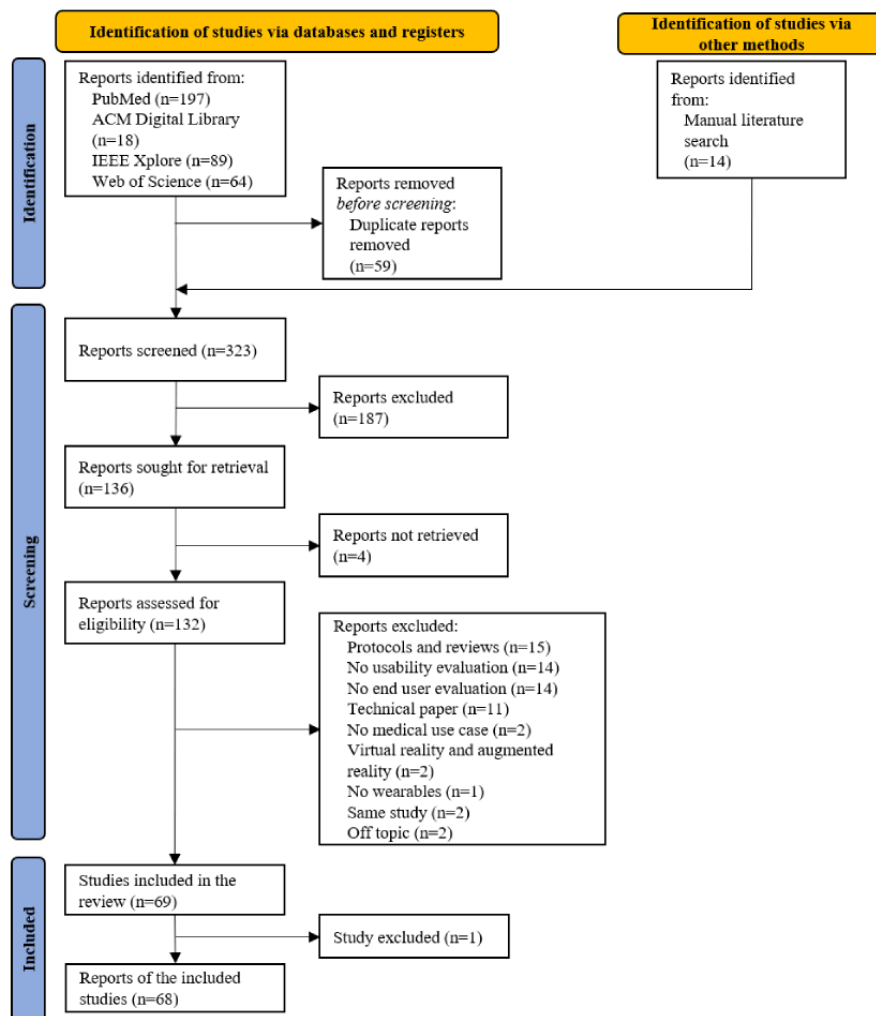 Identification of studies via databases and registers
Identification of studies via
other methods
Identification
Reports identified from:
PubMed (n=197)
ACM Digital Library
(n=18)
IEEE Xplore (n=89)
Web of Science (n=64)
Reports removed
before screening:
Duplicate reports
removed
(n=59)
Reports identified
from:
Manual literature
search
(n=14)
Screening
Reports screened (n=323)
Reports excluded
(n=187)
Reports sought for retrieval
(n=136)
Reports not retrieved
(n=4)
Reports assessed for
eligibility (n=132)
Reports excluded:
Protocols and reviews (n=15)
No usability evaluation (n=14)
No end user evaluation (n=14)
Technical paper (n=11)
No medical use case (n=2)
Virtual reality and augmented
reality (n=2)
No wearables (n=1)
Same study (n=2)
Off topic (n=2)
Included
Studies included in the
review (n=69)
Study excluded (n=1)
Reports of the included
studies (n=68)